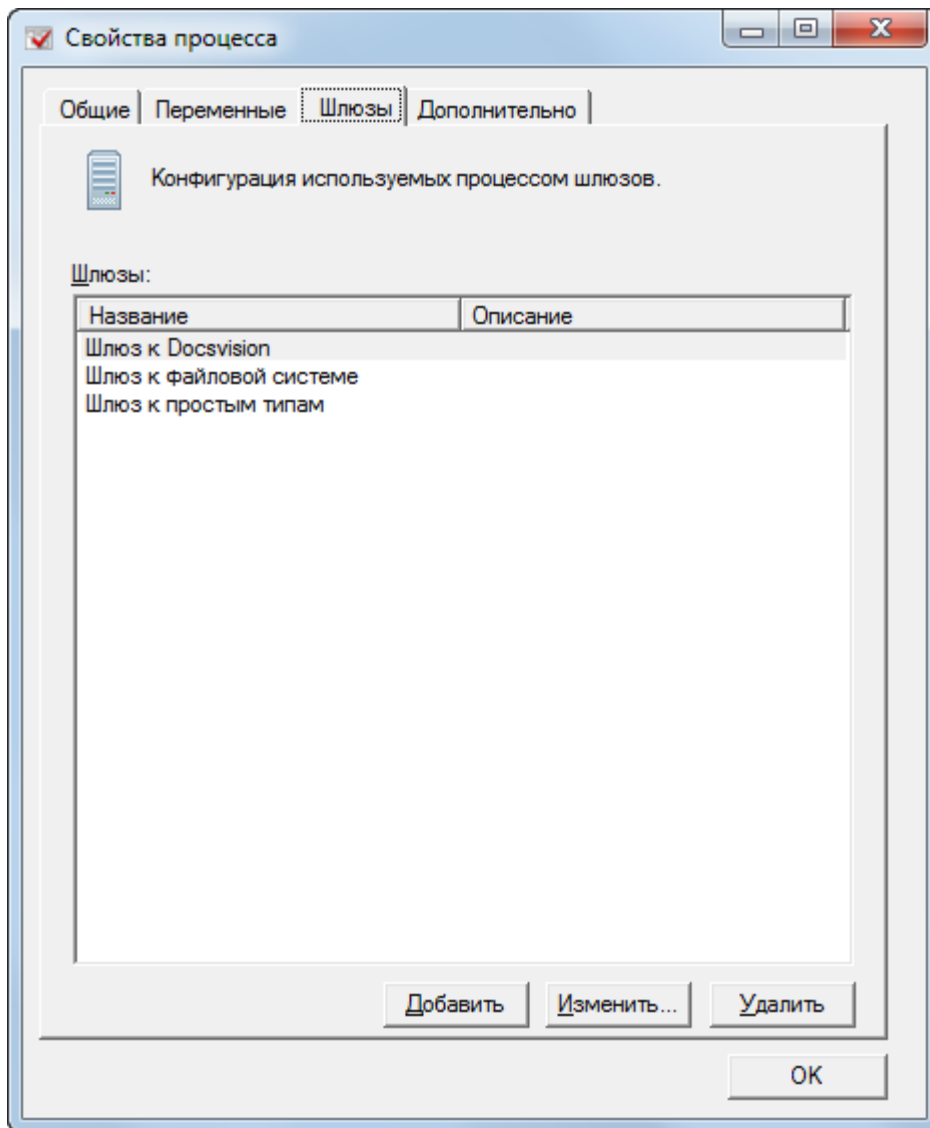 Свойства процесса
Общие Переменные Шлюзы Дополнительно
Конфигурация используемых процессом шлюзов.
Шлюзы:
Название Описание
Шлюз к Docsvision
Шлюз к файловой системе
Шлюз к простым типам
Добавить Изменить... Удалить
OK